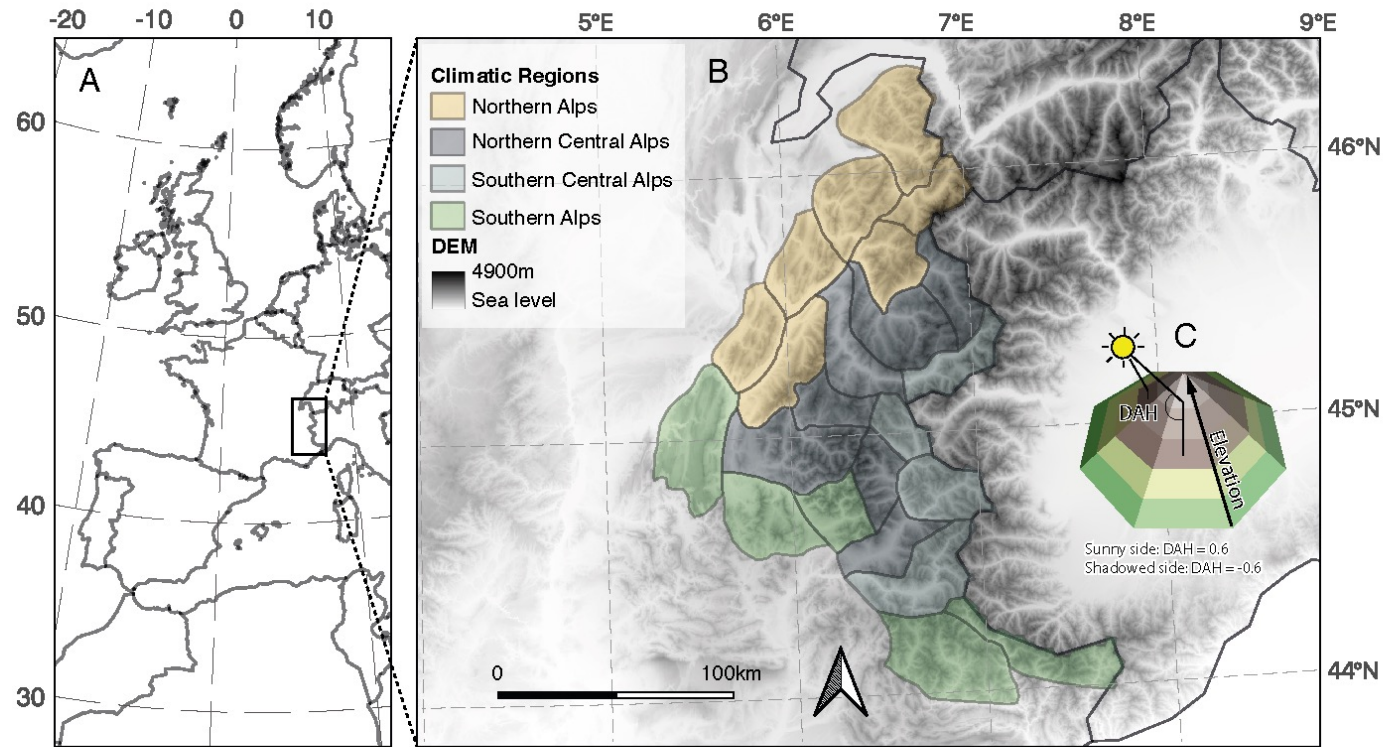 -20 -10 0 10
A
60
50
40
30
5°E 6°E 7°E 8°E 9°E
B
Climatic Regions
Northern Alps
Northern Central Alps
Southern Central Alps
Southern Alps
DEM
4900m
Sea level
46°N
45°N
44°N
C
DAH
Elevation
Sunny side: DAH = 0.6
Shadowed side: DAH = -0.6
0 100km